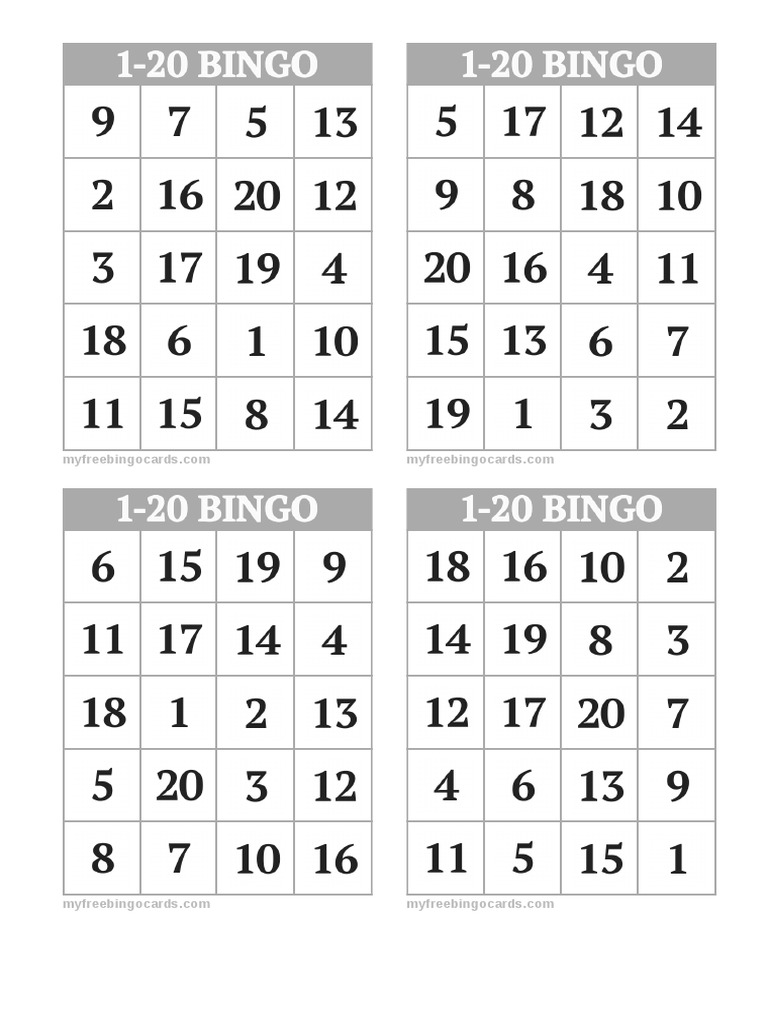 1-20 BINGO
9 7 5 13
2 16 20 12
3 17 19 4
18 6 1 10
11 15 8 14
myfreebingocards.com
1-20 BINGO
5 17 12 14
9 8 18 10
20 16 4 11
15 13 6 7
19 1 3 2
myfreebingocards.com
1-20 BINGO
6 15 19 9
11 17 14 4
18 1 2 13
5 20 3 12
8 7 10 16
myfreebingocards.com
1-20 BINGO
18 16 10 2
14 19 8 3
12 17 20 7
4 6 13 9
11 5 15 1
myfreebingocards.com